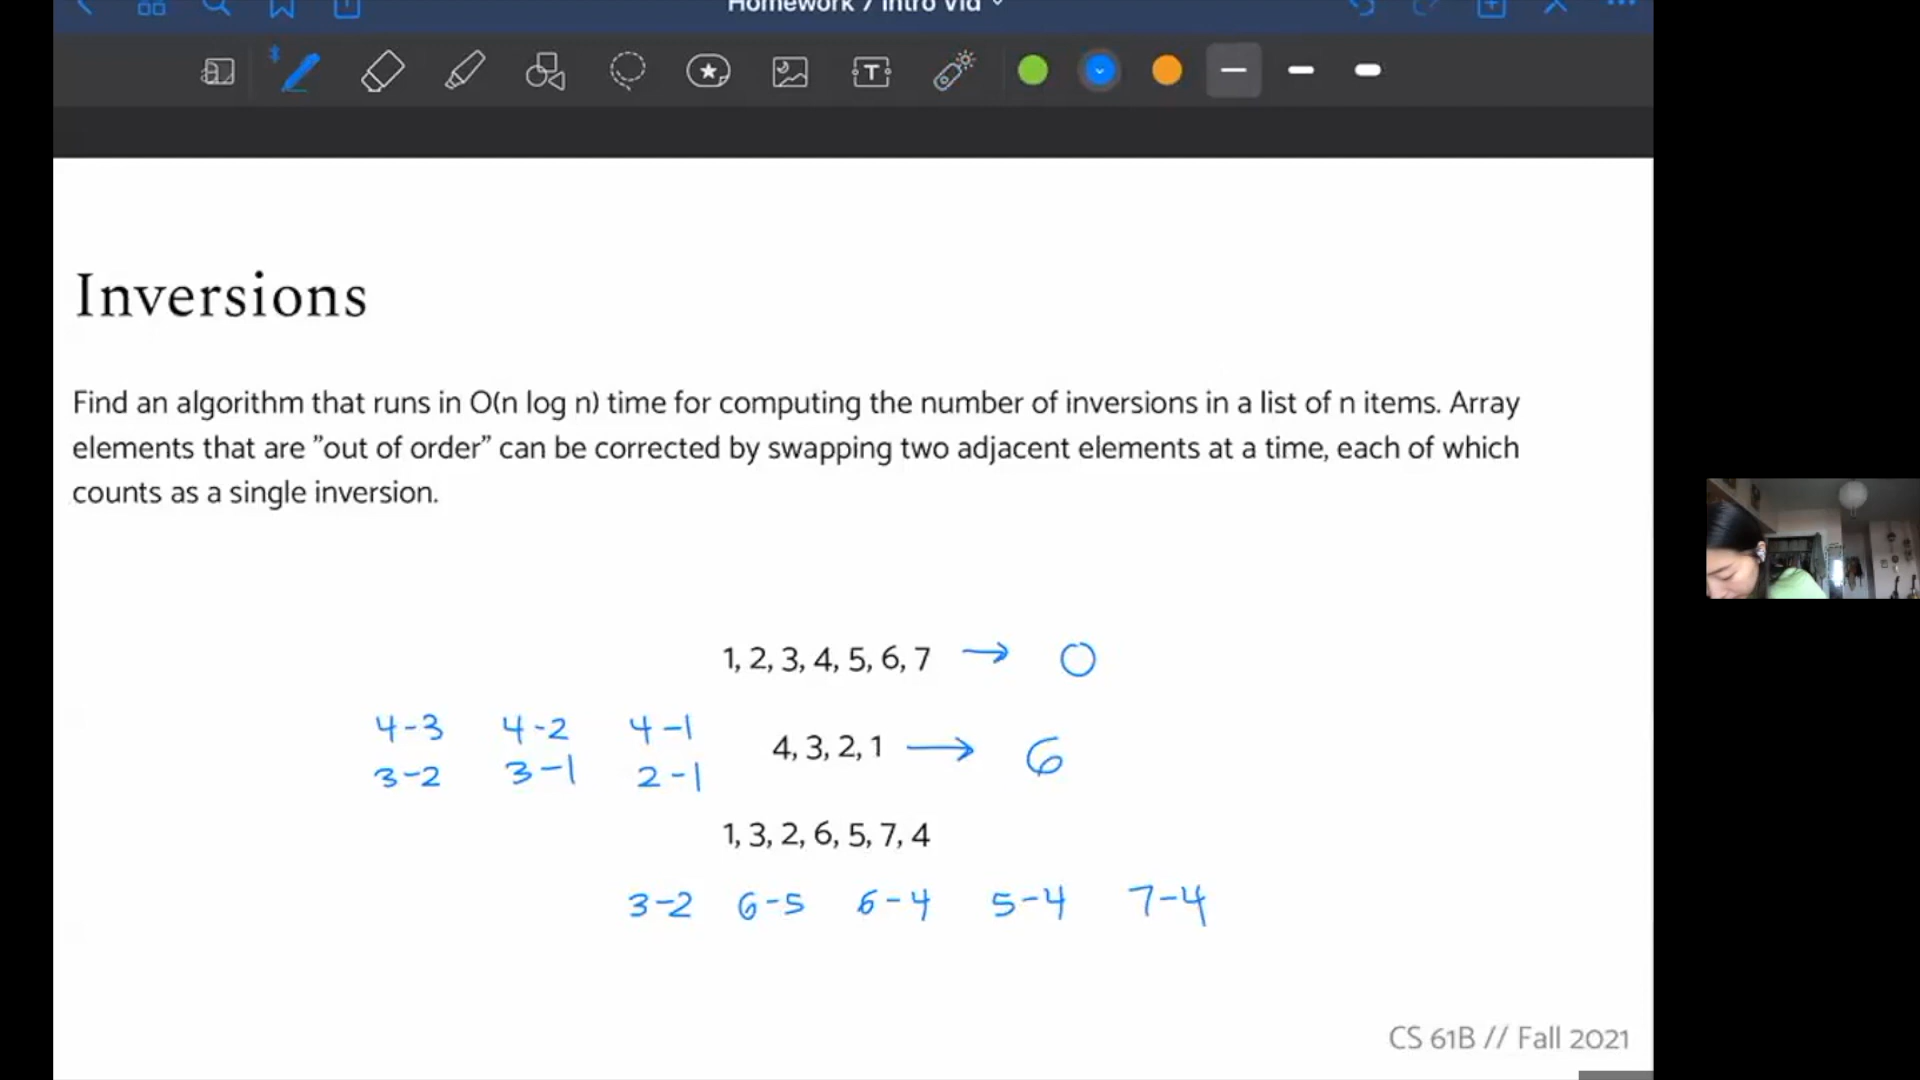 Homework 7 Intro Vid
T
Inversions
Find an algorithm that runs in O(n log n) time for computing the number of inversions in a list of n items. Array
elements that are ”out of order” can be corrected by swapping two adjacent elements at a time, each of which
counts as a single inversion.
1, 2, 3, 4, 5, 6, 7 → 0
4-3 4-2 4-1
4, 3, 2, 1 → 6
3-2 3-1 2-1
1, 3, 2, 6, 5, 7, 4
3-2 6-5 6-4 5-4 7-4
CS 61B // Fall 2021